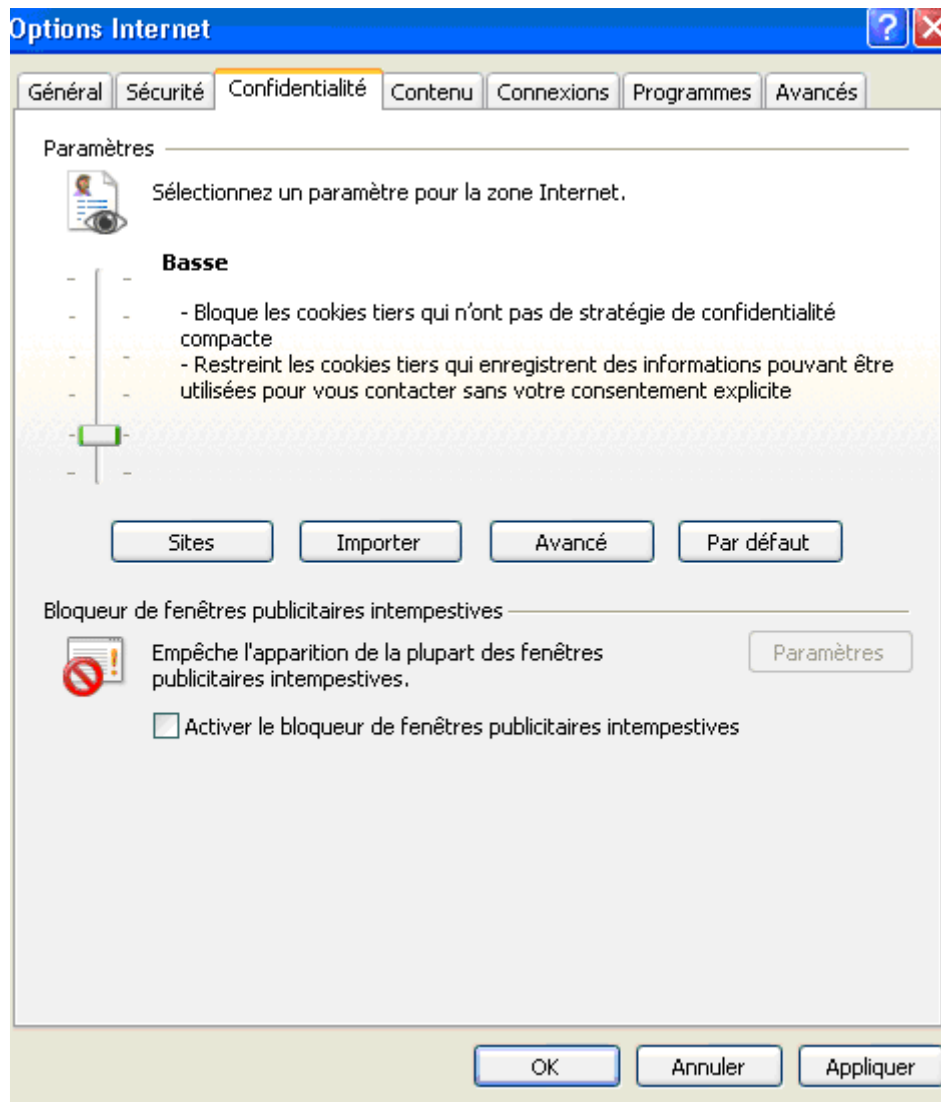 Options Internet
Général Sécurité Confidentialité Contenu Connexions Programmes Avancés
Paramètres
Sélectionnez un paramètre pour la zone Internet.
Basse
- Bloque les cookies tiers qui n'ont pas de stratégie de confidentialité
compacte
- Restreint les cookies tiers qui enregistrent des informations pouvant être
utilisées pour vous contacter sans votre consentement explicite
Sites Importer Avancé Par défaut
Bloqueur de fenêtres publicitaires intempestives
Empêche l'apparition de la plupart des fenêtres
publicitaires intempestives.
Paramètres
Activer le bloqueur de fenêtres publicitaires intempestives
OK Annuler Appliquer